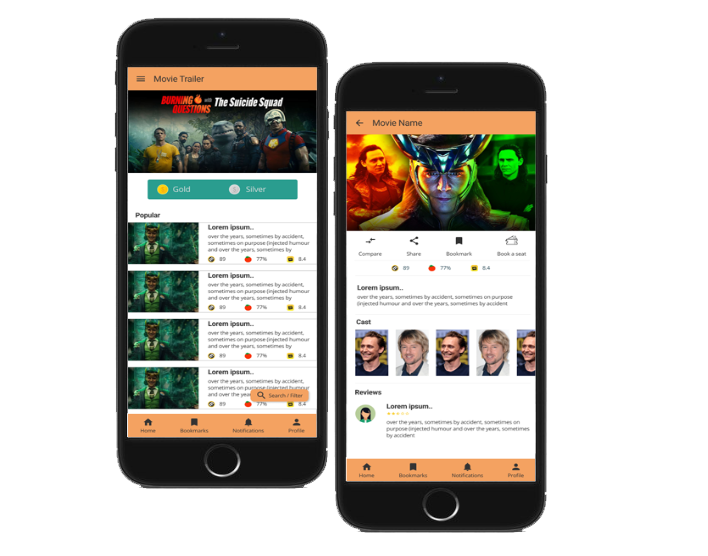 Movie Trailer
BURNING QUESTIONS with The Suicide Squad
Gold
Silver
Popular
Lorem ipsum..
over the years, sometimes by accident,
sometimes on purpose (injected humour
and over the years, sometimes by
89 77% 8.4
Lorem ipsum..
over the years, sometimes by accident,
sometimes on purpose (injected humour
and over the years, sometimes by
89 77% 8.4
Lorem ipsum..
over the years, sometimes by accident,
sometimes on purpose (injected humour
and over the years, sometimes by
89 77% 8.4
Lorem ipsum..
over the years, sometimes by accident,
sometimes on purpose (injected humour
and over the
89 77% 8.4
Search / Filter
Home Bookmarks Notifications Profile
Movie Name
Compare Share Bookmark Book a seat
89 77% 8.4
Lorem ipsum..
over the years, sometimes by accident, sometimes on purpose
(injected humour and over the years, sometimes by accident
Cast
Reviews
Lorem ipsum..
over the years, sometimes by accident, sometimes on
purpose (injected humour and over the years, sometimes
by accident
Home Bookmarks Notifications Profile